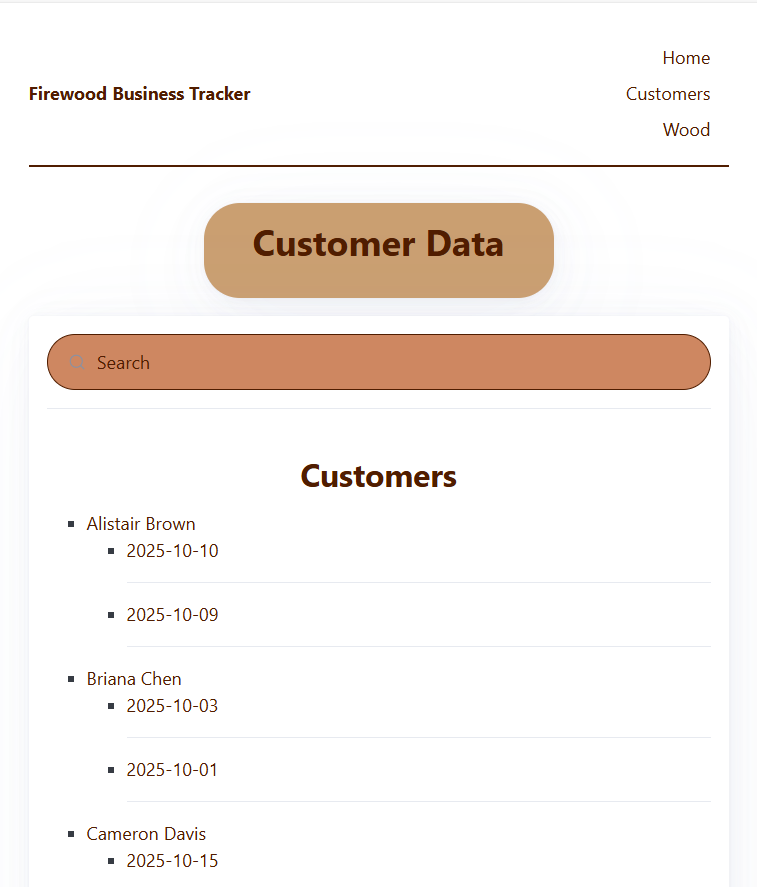 Home
Firewood Business Tracker
Customers
Wood
Customer Data
Search
Customers
Alistair Brown
2025-10-10
2025-10-09
Briana Chen
2025-10-03
2025-10-01
Cameron Davis
2025-10-15